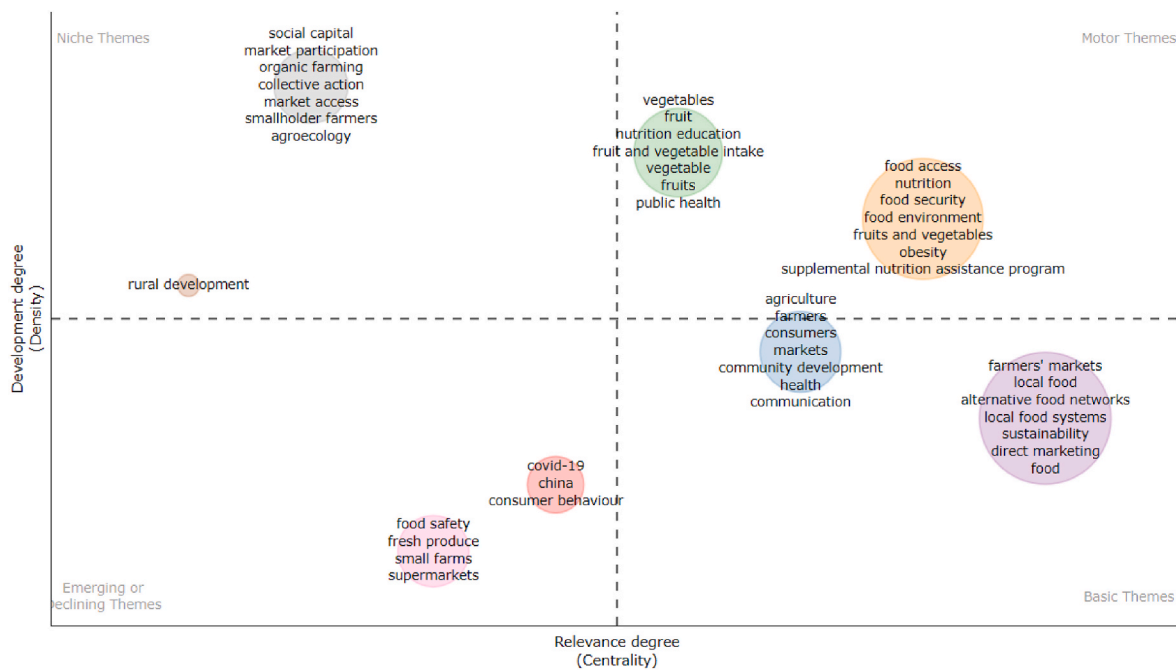 Niche Themes
Motor Themes
social capital
market participation
organic farming
collective action
market access
smallholder farmers
agroecology
vegetables
fruit
nutrition education
fruit and vegetable intake
vegetable
fruits
public health
food access
nutrition
food security
food environment
fruits and vegetables
obesity
supplemental nutrition assistance program
rural development
agriculture
farmers
consumers
markets
community development
health
communication
farmers' markets
local food
alternative food networks
local food systems
sustainability
direct marketing
food
covid-19
china
consumer behaviour
food safety
fresh produce
small farms
supermarkets
Emerging or
Declining Themes
Basic Themes
Development degree
(Density)
Relevance degree
(Centrality)